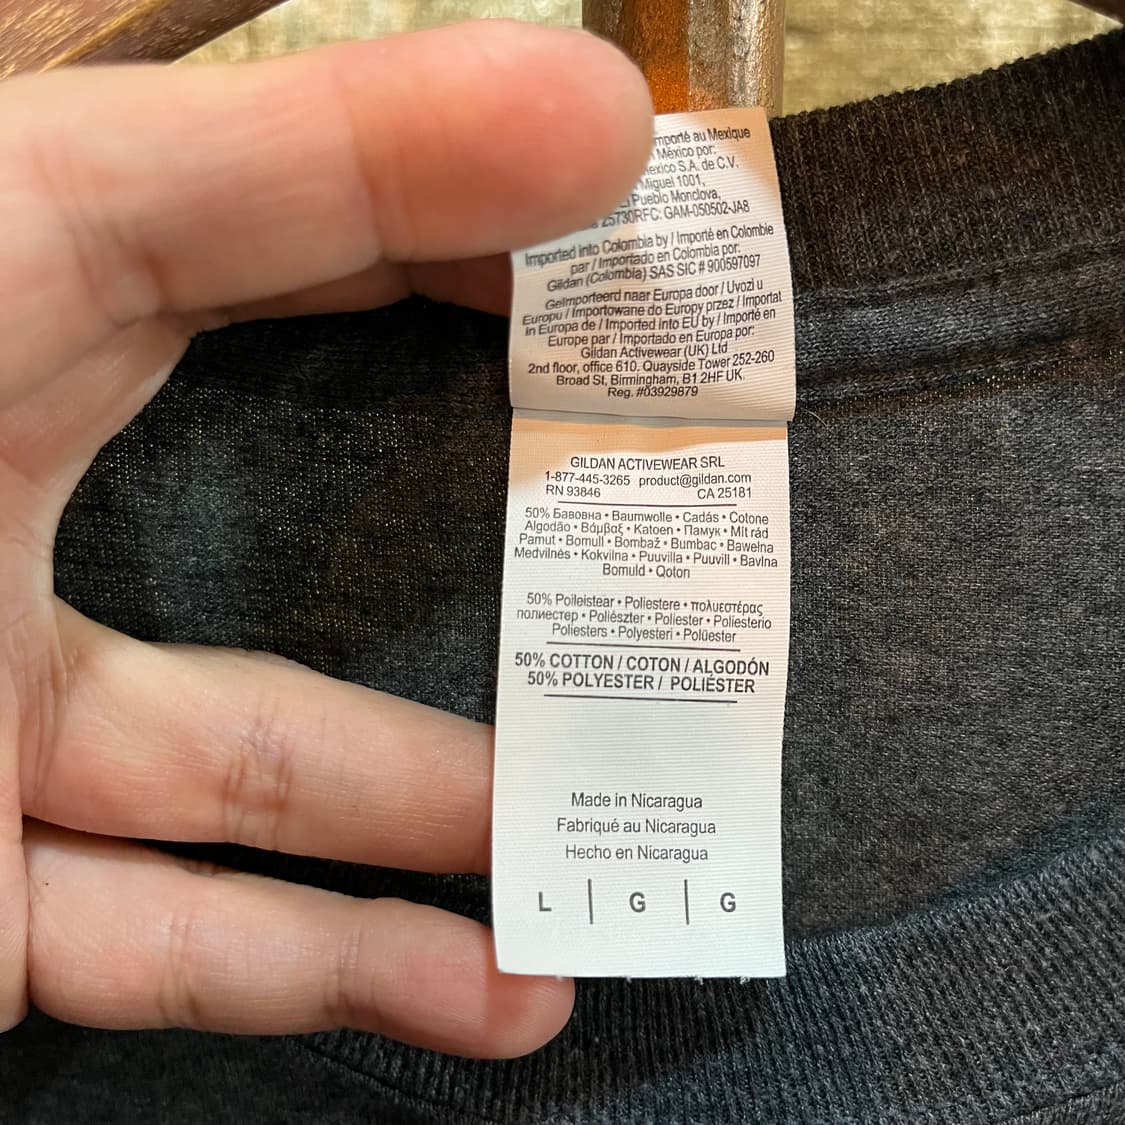 mporté au Mexique
México por:
exico S.A. de C.V.
Miguel 1001,
Pueblo Monclova,
25730RFC: GAM-050502-JA8
Imported into Colombia by / Importé en Colombie
par / Importado en Colombia por:
Gildan (Colombia) SAS SIC # 900597097
Geïmporteerd naar Europa door / Uvozi u
Europu / Importowane do Europy przez / Importat
in Europa de / Imported into EU by / Importé en
Europe par / Importado en Europa por:
Gildan Activewear (UK) Ltd
2nd floor, office 610, Quayside Tower 252-260
Broad St, Birmingham, B1 2HF UK.
Reg. #03929879
GILDAN ACTIVEWEAR SRL
1-877-445-3265 product@gildan.com
RN 93846 CA 25181
50% Бавовна • Baumwolle • Cadás • Cotone
Algodão • Βάμβαξ • Katoen • Памук • Mit rád
Pamut • Bomull • Bombaž • Bumbac • Bawełna
Medvilnės • Kokvilna • Puuvilla • Puuvill • Bavlna
Bomuld • Qoton
50% Poileistear • Poliestere • πολυεστέρας
полиестер • Poliészter • Poliester • Poliesterio
Poliesters • Polyesteri • Polüester
50% COTTON / COTON / ALGODÓN
50% POLYESTER / POLIÉSTER
Made in Nicaragua
Fabriqué au Nicaragua
Hecho en Nicaragua
L | G | G